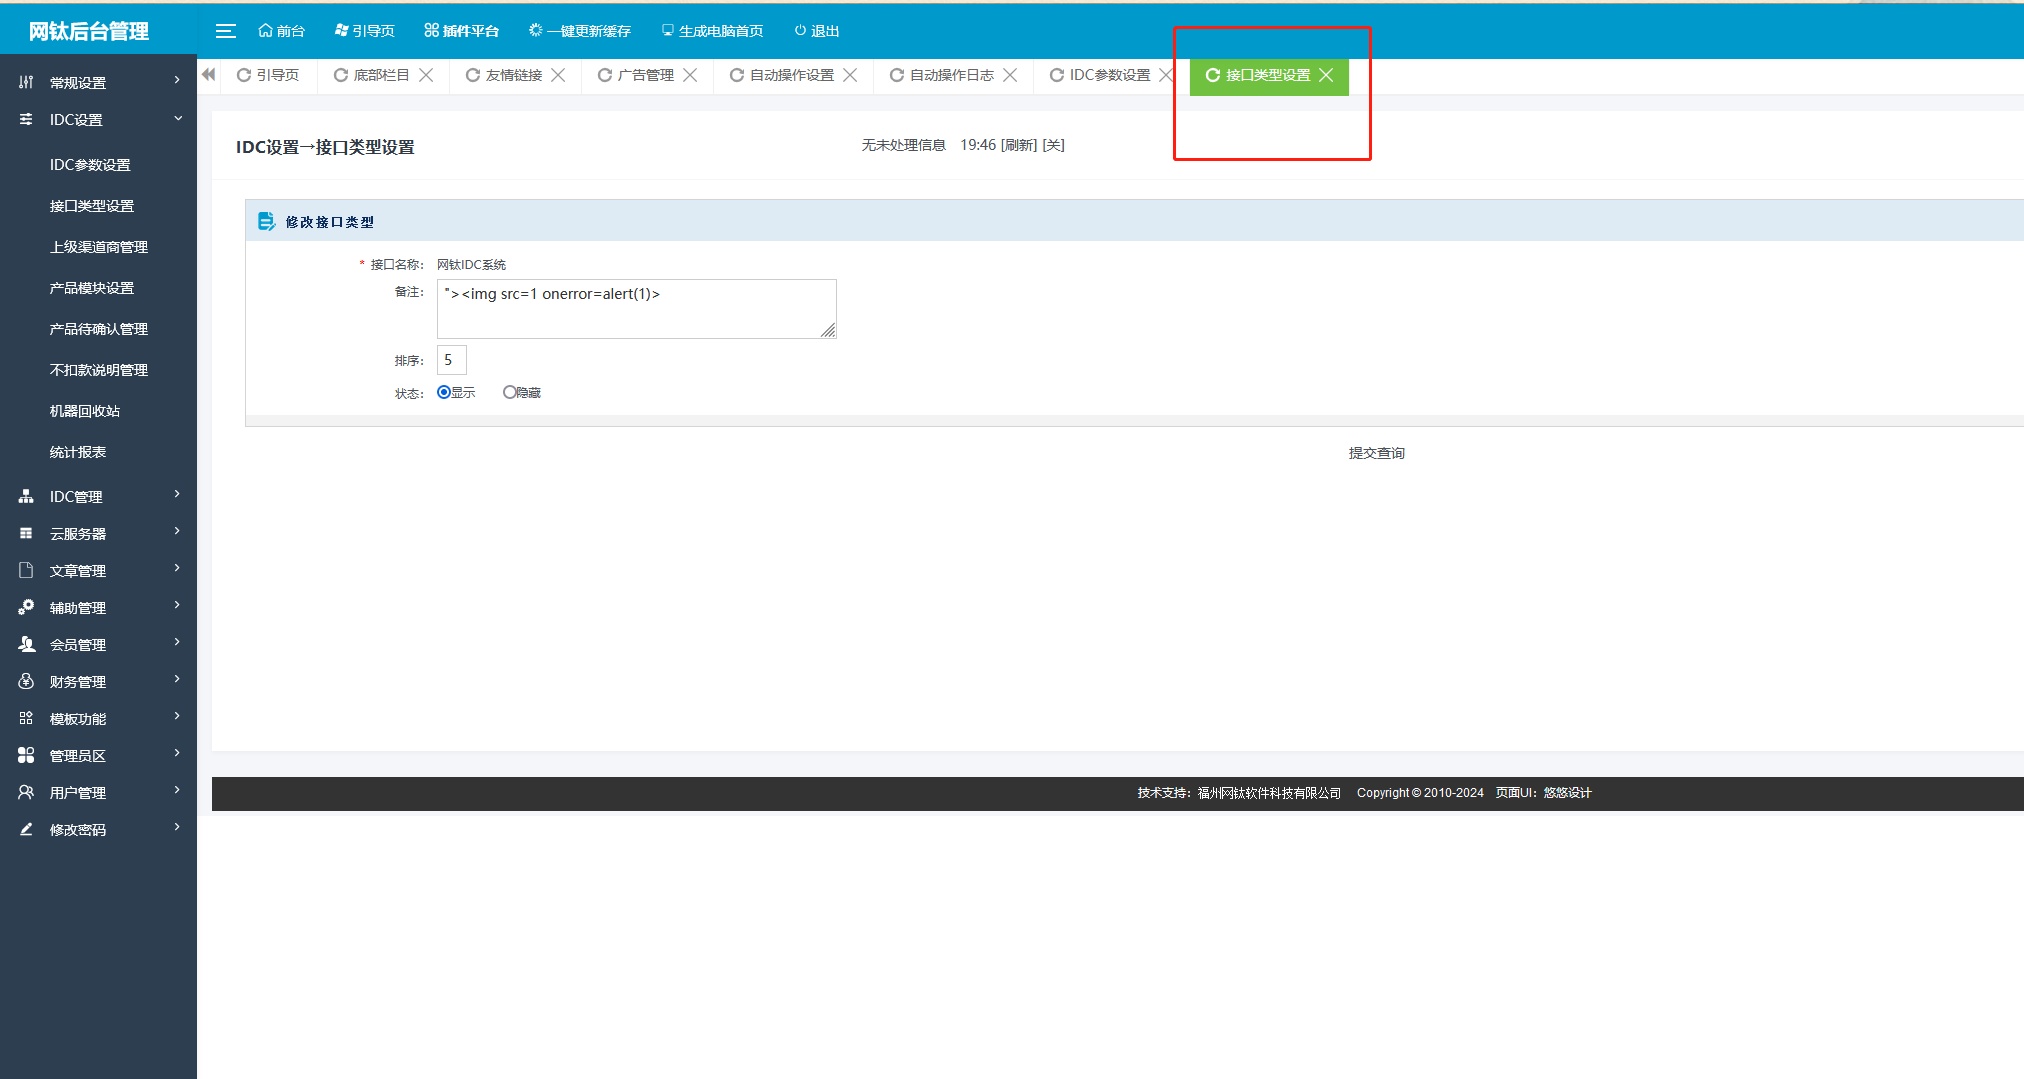 网钛后台管理
前台 引导页 插件平台 一键更新缓存 生成电脑首页 退出
引导页 底部栏目 友情链接 广告管理 自动操作设置 自动操作日志 IDC参数设置 接口类型设置
常规设置
IDC设置
IDC参数设置
接口类型设置
上级渠道商管理
产品模块设置
产品待确认管理
不扣款说明管理
机器回收站
统计报表
IDC管理
云服务器
文章管理
辅助管理
会员管理
财务管理
模板功能
管理员区
用户管理
修改密码
IDC设置→接口类型设置
无未处理信息 19:46 [刷新] [关]
修改接口类型
* 接口名称： 网钛IDC系统
备注： "><img src=1 onerror=alert(1)>
排序： 5
状态： 显示 隐藏
提交查询
技术支持：福州网钛软件科技有限公司 Copyright © 2010-2024 页面UI：悠悠设计